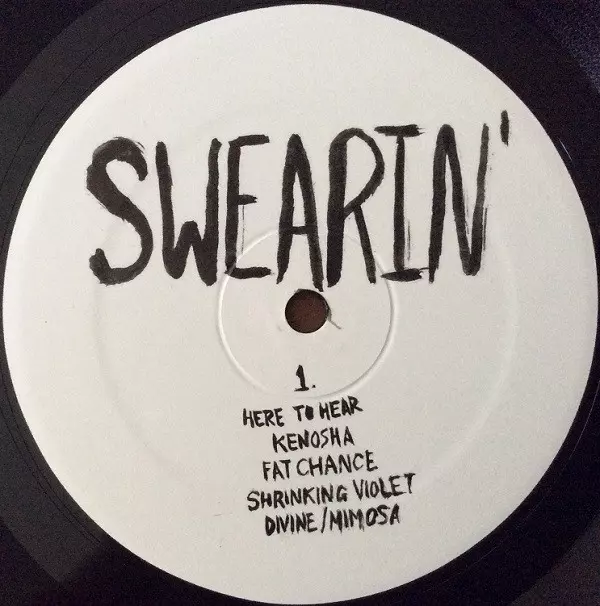 SWEARIN'
1.
HERE TO HEAR
KENOSHA
FAT CHANCE
SHRINKING VIOLET
DIVINE/MIMOSA